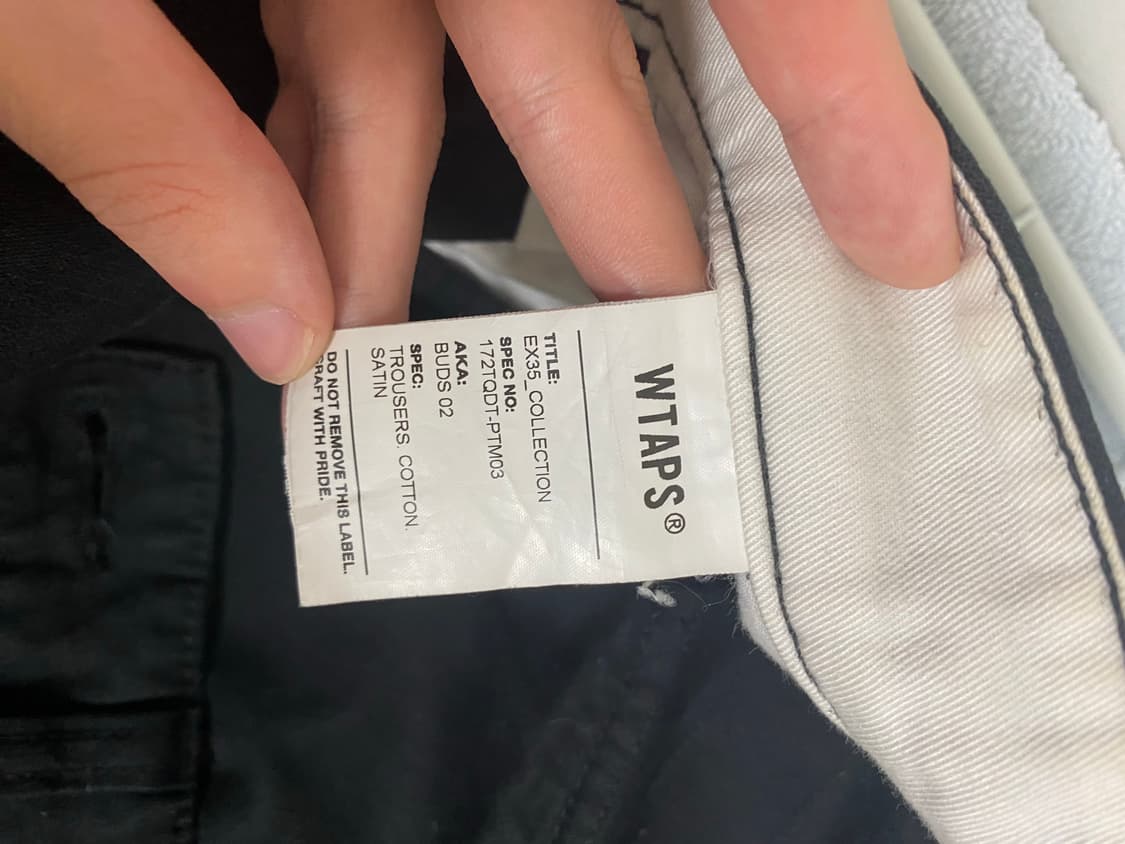 WTAPS®
TITLE:
EX35_COLLECTION
SPEC NO:
172TQDT-PTM03
AKA:
BUDS 02
SPEC:
TROUSERS. COTTON.
SATIN
DO NOT REMOVE THIS LABEL.
CRAFT WITH PRIDE.